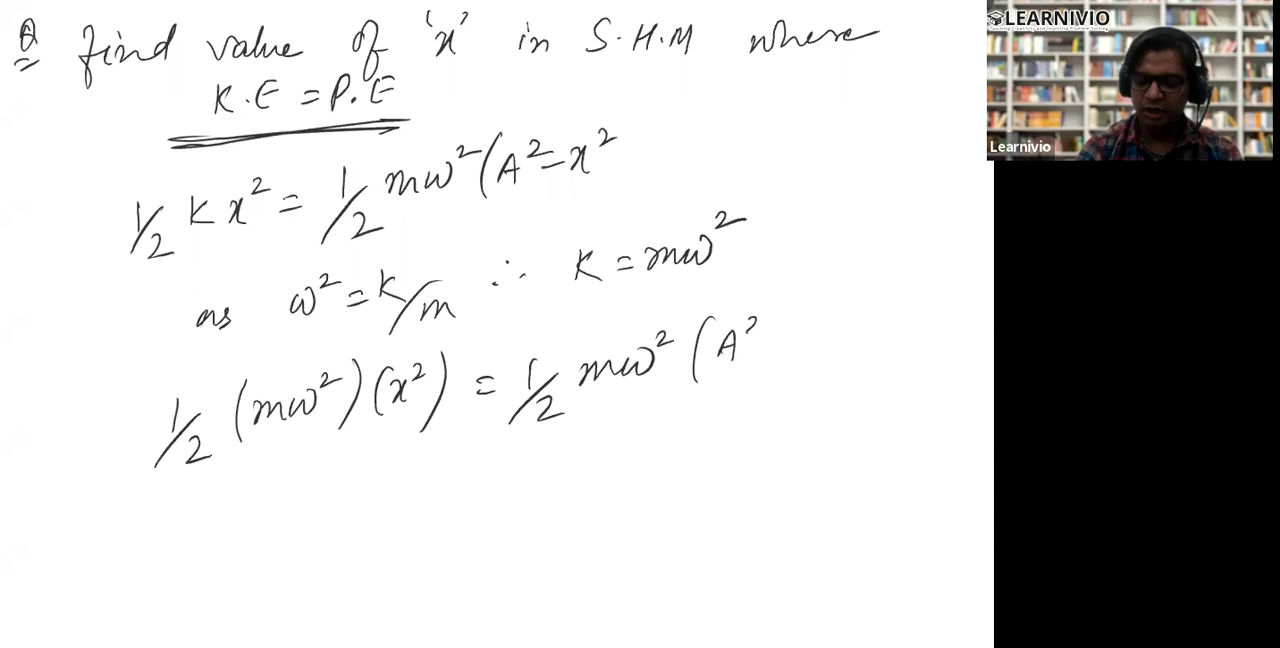 Q find value of 'x' in S.H.M where
K.E = P.E
1/2 K x² = 1/2 mω² (A² - x²
as ω² = K/m ∴ K = mω²
1/2 (mω²)(x²) = 1/2 mω² (A²
LEARNIVIO
Learnivio